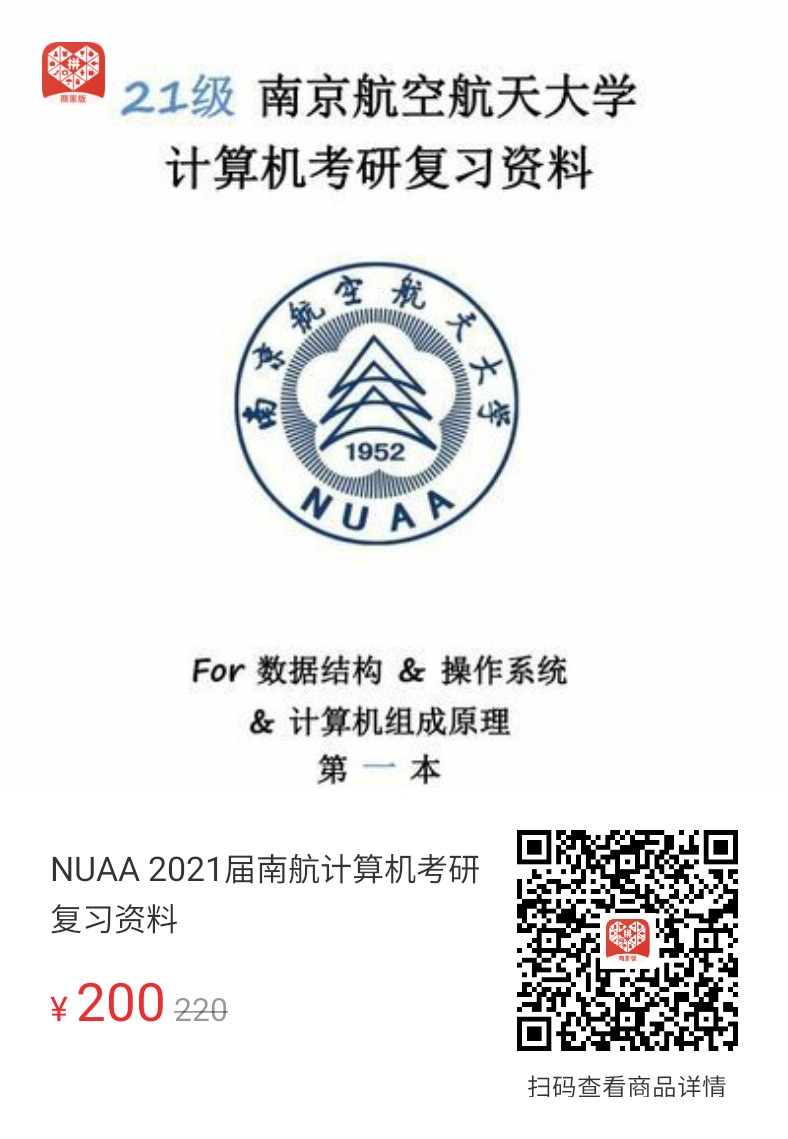 拼
商家版
21级 南京航空航天大学
计算机考研复习资料
南京航空航天大学
1952
NUAA
For 数据结构 & 操作系统
& 计算机组成原理
第 一 本
NUAA 2021届南航计算机考研
复习资料
¥200 220
拼
商家版
扫码查看商品详情